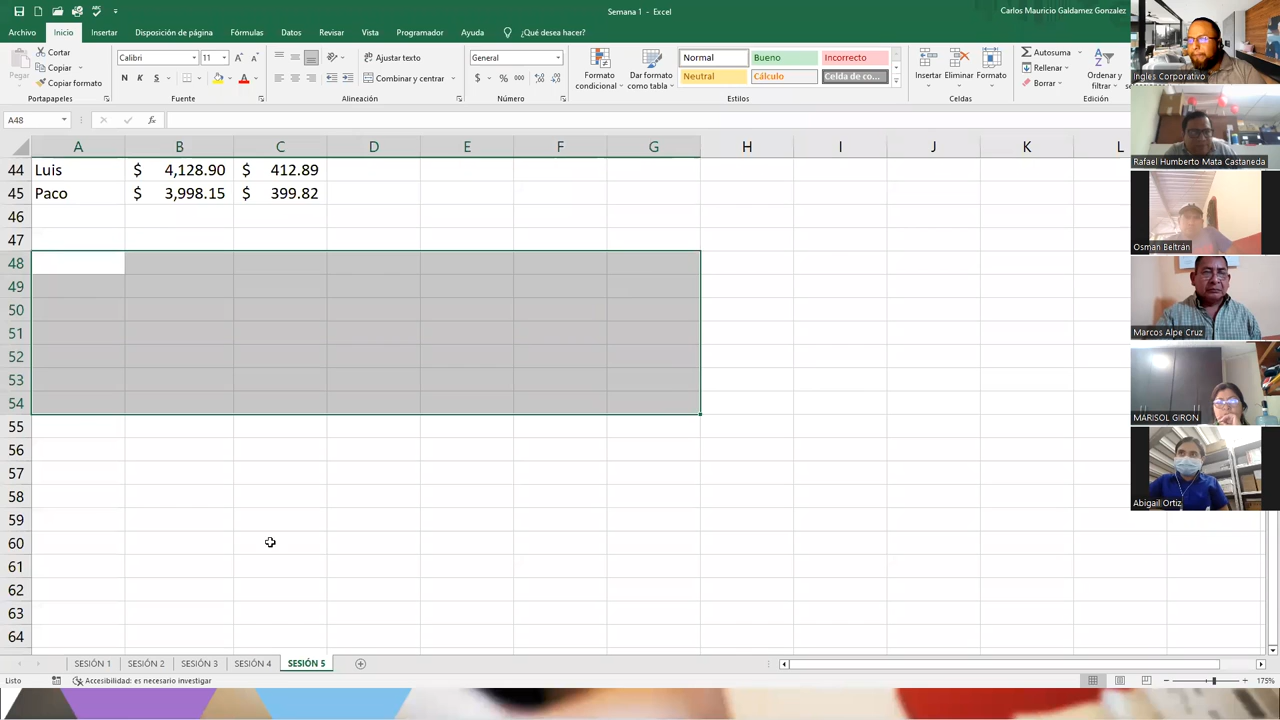 Semana 1 - Excel
Carlos Mauricio Galdamez Gonzalez
Archivo Inicio Insertar Disposición de página Fórmulas Datos Revisar Vista Programador Ayuda ¿Qué desea hacer?
Pegar
Cortar
Copiar
Copiar formato
Portapapeles
Calibri 11
N K S
Fuente
Ajustar texto
Combinar y centrar
Alineación
General
$ % 000
Número
Formato condicional
Dar formato como tabla
Normal Bueno Incorrecto
Neutral Cálculo Celda de co...
Estilos
Insertar Eliminar Formato
Celdas
Autosuma
Rellenar
Borrar
Ordenar y filtrar
Edición
A48
fx
A B C D E F G H I J K L
44 Luis $ 4,128.90 $ 412.89
45 Paco $ 3,998.15 $ 399.82
46
47
48
49
50
51
52
53
54
55
56
57
58
59
60
61
62
63
64
SESIÓN 1 SESIÓN 2 SESIÓN 3 SESIÓN 4 SESIÓN 5
Listo Accesibilidad: es necesario investigar 175%
Ingles Corporativo
Rafael Humberto Mata Castaneda
Osman Beltrán
Marcos Alpe Cruz
MARISOL GIRON
Abigail Ortiz